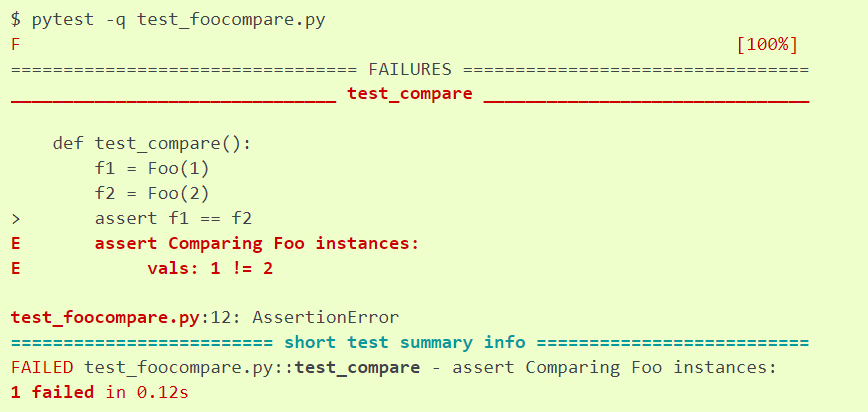 $ pytest -q test_foocompare.py
F                                                                    [100%]
================================= FAILURES =================================
_______________________________ test_compare _______________________________
    def test_compare():
        f1 = Foo(1)
        f2 = Foo(2)
>       assert f1 == f2
E       assert Comparing Foo instances:
E            vals: 1 != 2
test_foocompare.py:12: AssertionError
========================= short test summary info ==========================
FAILED test_foocompare.py::test_compare - assert Comparing Foo instances:
1 failed in 0.12s